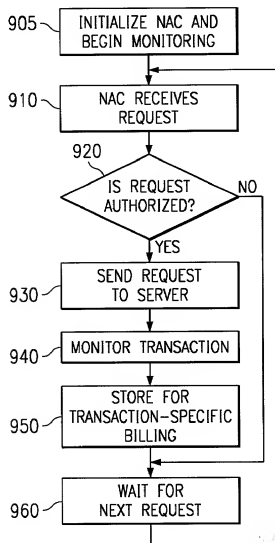 905
INITIALIZE NAC AND
BEGIN MONITORING
910
NAC RECEIVES
REQUEST
920
IS REQUEST
AUTHORIZED?
NO
YES
930
SEND REQUEST
TO SERVER
940
MONITOR TRANSACTION
950
STORE FOR
TRANSACTION-SPECIFIC
BILLING
960
WAIT FOR
NEXT REQUEST